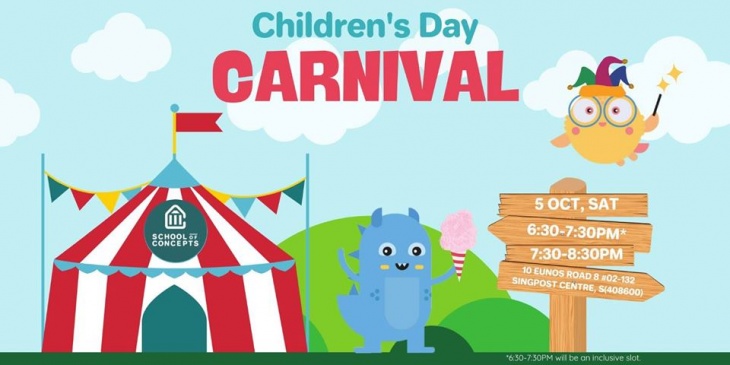 Children's Day
CARNIVAL
SCHOOL OF
CONCEPTS
5 OCT, SAT
6:30-7:30PM*
7:30-8:30PM
10 EUNOS ROAD 8 #02-132
SINGPOST CENTRE, S(408600)
*6:30-7:30PM will be an inclusive slot.